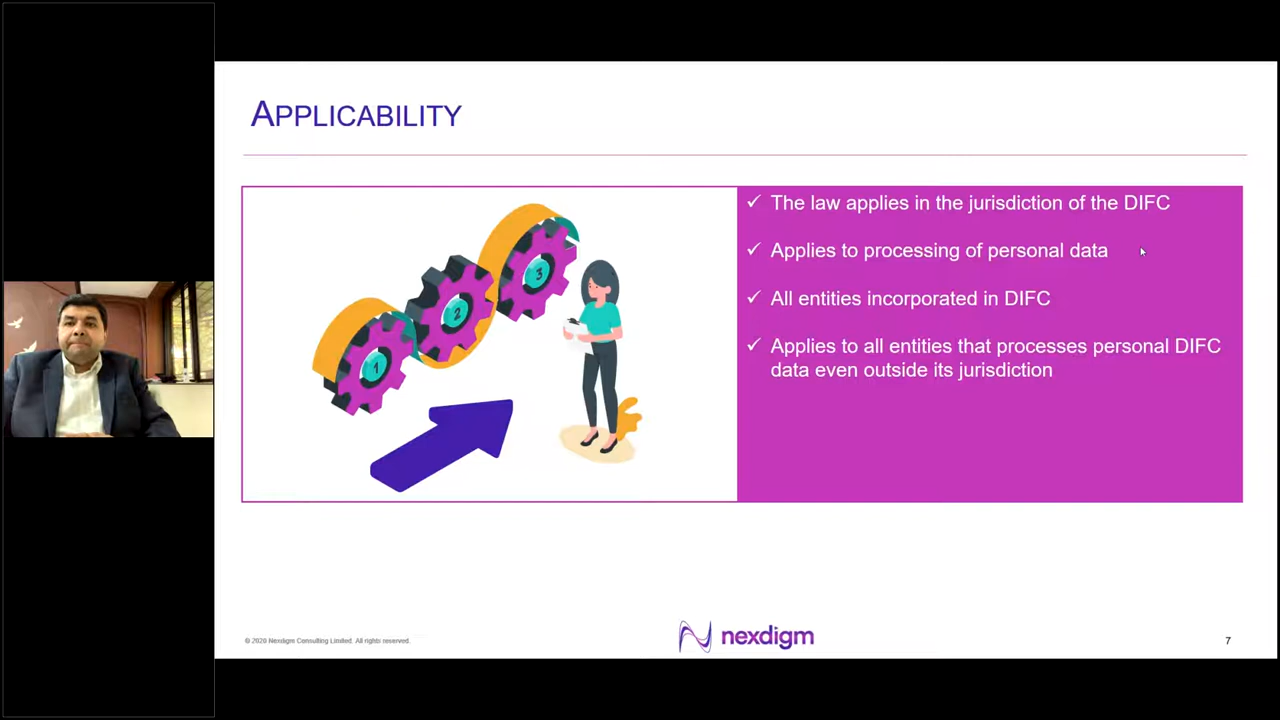 APPLICABILITY
The law applies in the jurisdiction of the DIFC
Applies to processing of personal data
All entities incorporated in DIFC
Applies to all entities that processes personal DIFC
data even outside its jurisdiction
1
2
3
© 2020 Nexdigm Consulting Limited. All rights reserved.
nexdigm
7